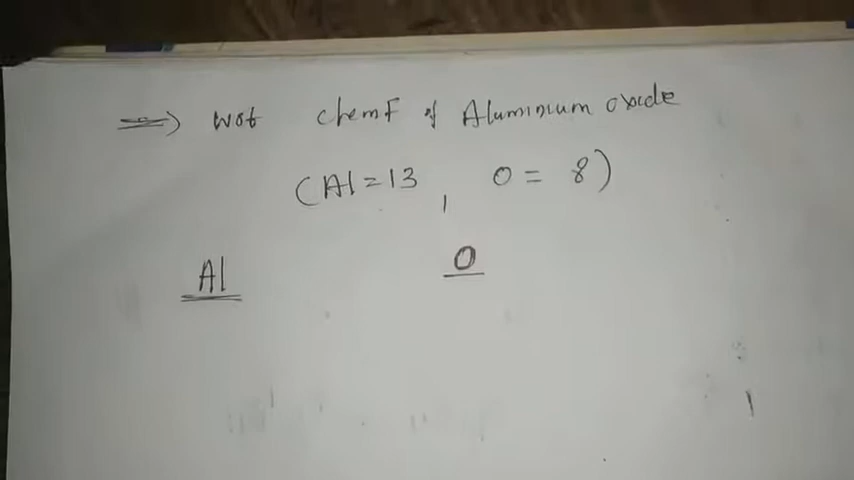 => wot chemF of Aluminium oxide
(Al = 13, O = 8)
Al O